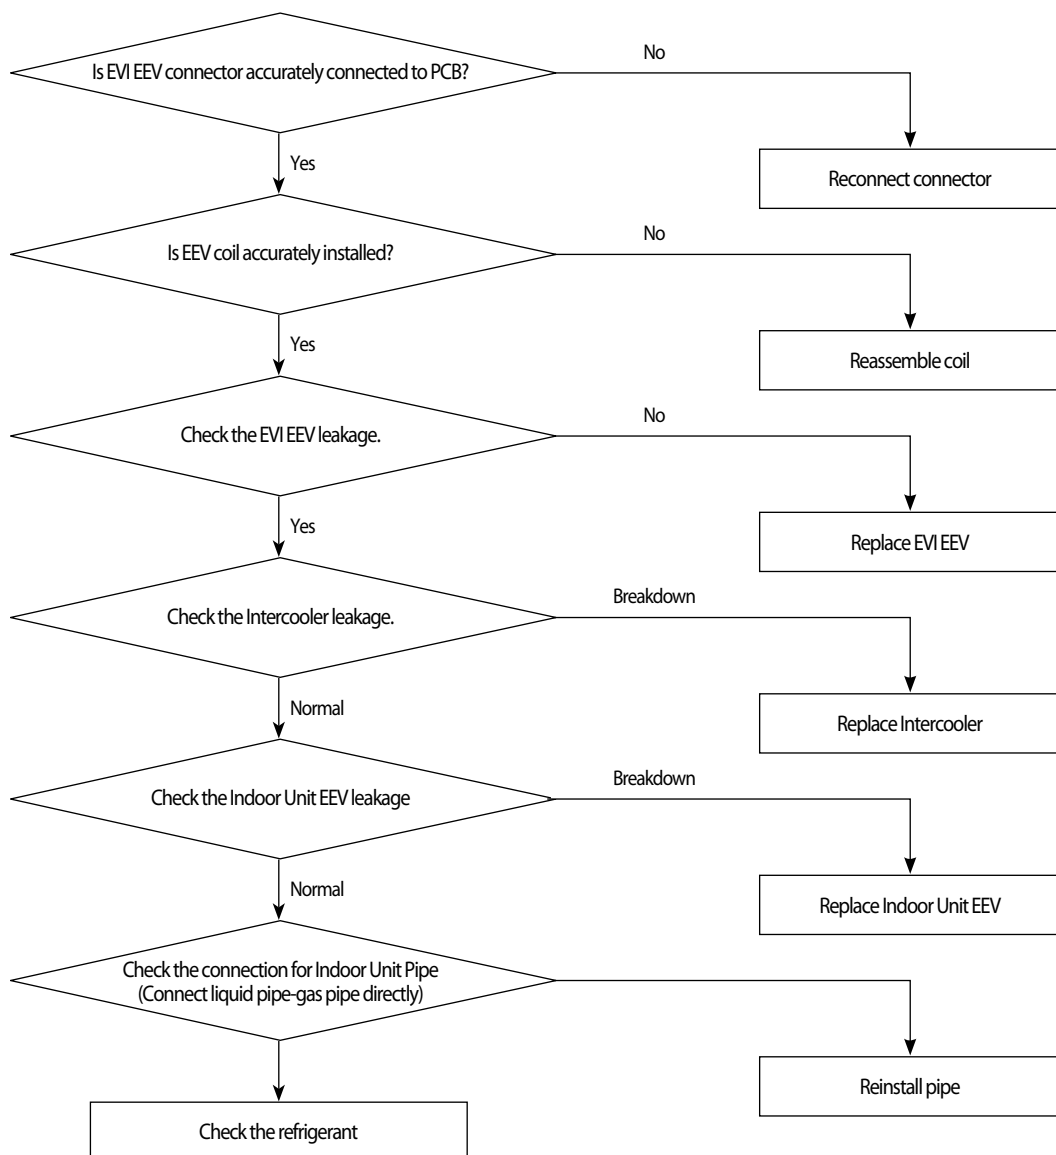 Is EVI EEV connector accurately connected to PCB?
No
Yes
Reconnect connector
Is EEV coil accurately installed?
No
Yes
Reassemble coil
Check the EVI EEV leakage.
No
Yes
Replace EVI EEV
Check the Intercooler leakage.
Breakdown
Normal
Replace Intercooler
Check the Indoor Unit EEV leakage
Breakdown
Normal
Replace Indoor Unit EEV
Check the connection for Indoor Unit Pipe
(Connect liquid pipe-gas pipe directly)
Reinstall pipe
Check the refrigerant